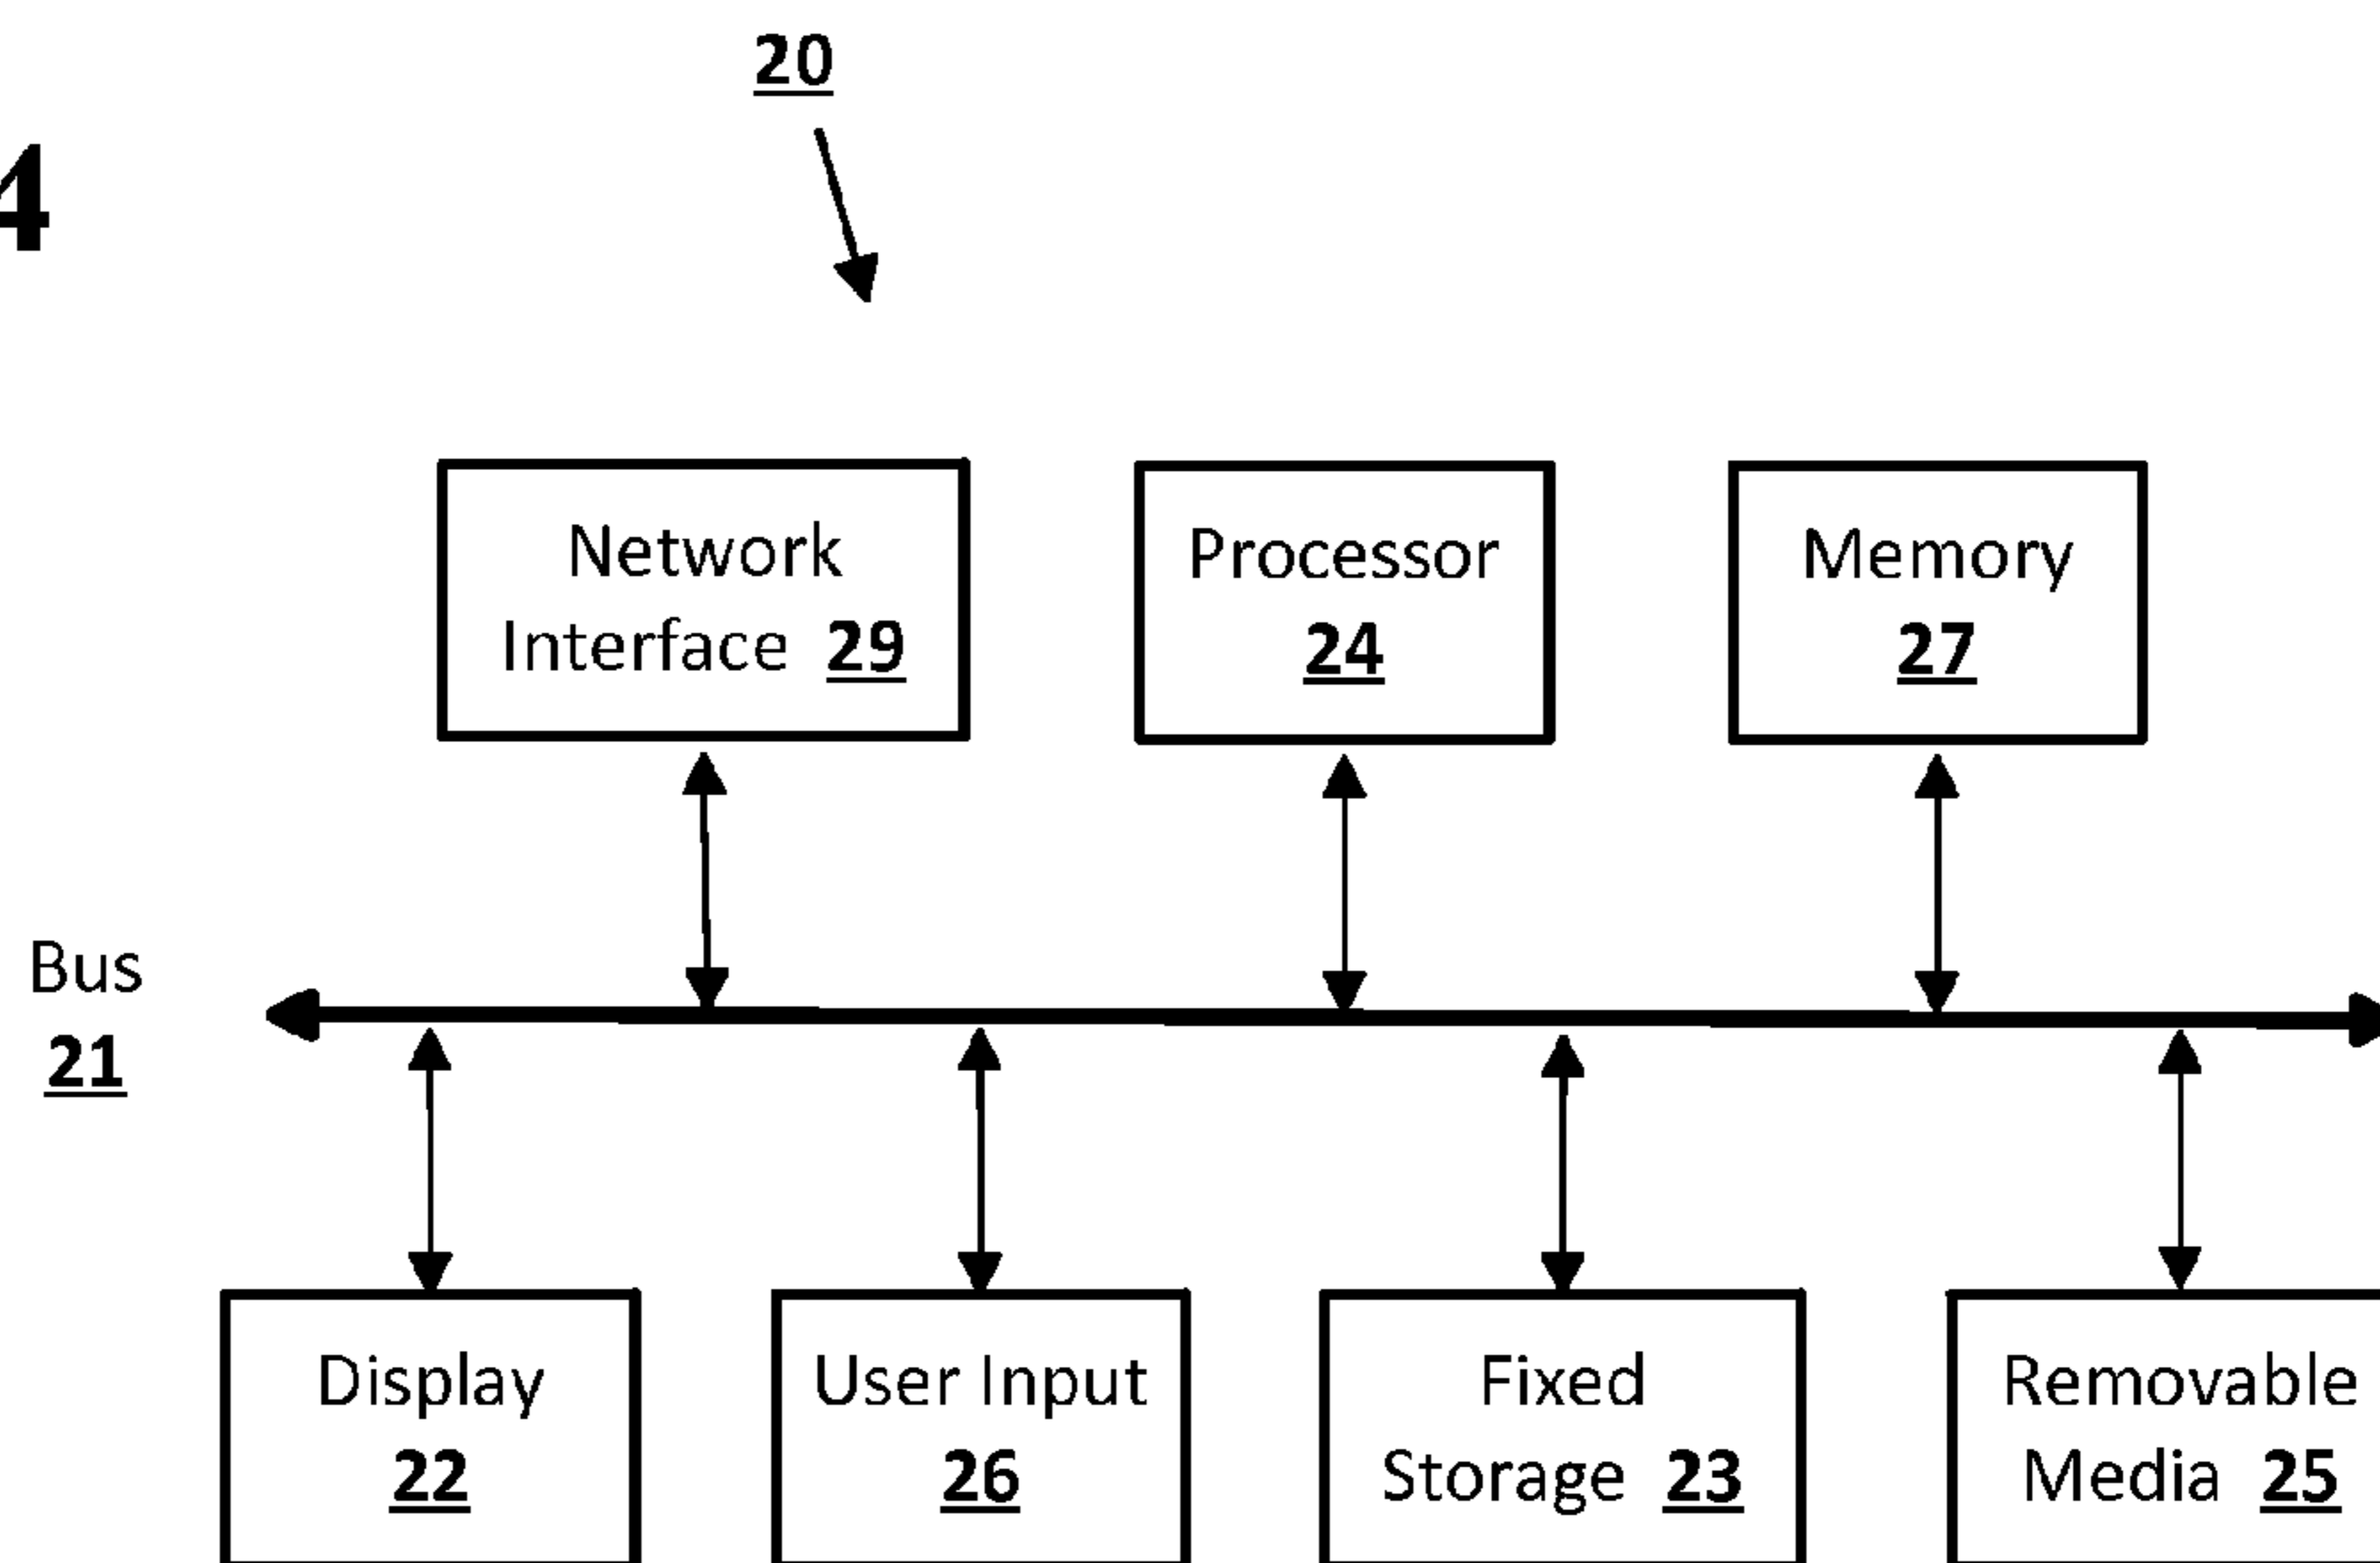 20
4
Network
Interface 29
Processor
24
Memory
27
Bus
21
Display
22
User Input
26
Fixed
Storage 23
Removable
Media 25